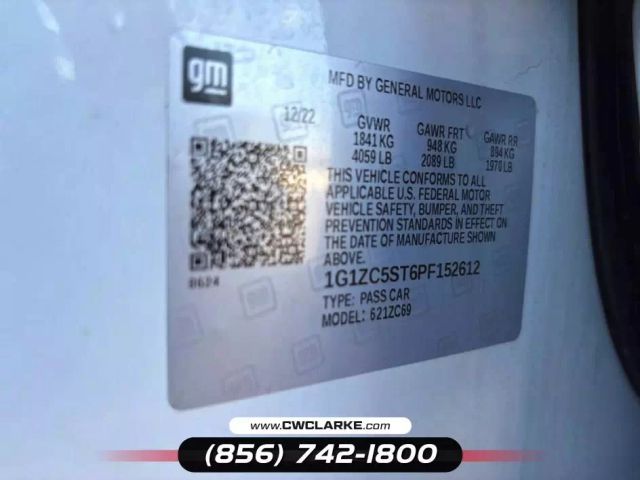 gm
MFD BY GENERAL MOTORS LLC
12/22
GVWR GAWR FRT GAWR RR
1841 KG 948 KG 894 KG
4059 LB 2089 LB 1970 LB
THIS VEHICLE CONFORMS TO ALL
APPLICABLE U.S. FEDERAL MOTOR
VEHICLE SAFETY, BUMPER, AND THEFT
PREVENTION STANDARDS IN EFFECT ON
THE DATE OF MANUFACTURE SHOWN
ABOVE.
1G1ZC5ST6PF152612
TYPE: PASS CAR
MODEL: 621ZC69
www.CWCLARKE.com
(856) 742-1800